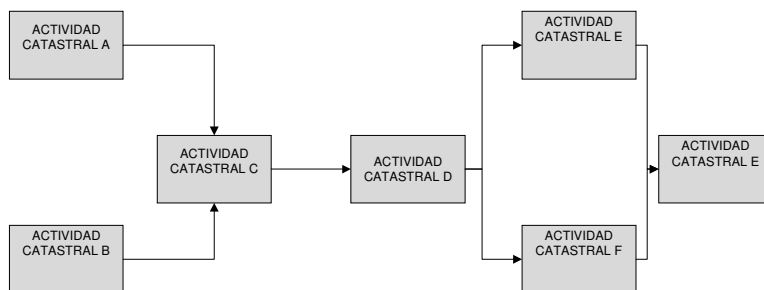 ACTIVIDAD
CATASTRAL A
ACTIVIDAD
CATASTRAL E
ACTIVIDAD
CATASTRAL C
ACTIVIDAD
CATASTRAL D
ACTIVIDAD
CATASTRAL E
ACTIVIDAD
CATASTRAL B
ACTIVIDAD
CATASTRAL F